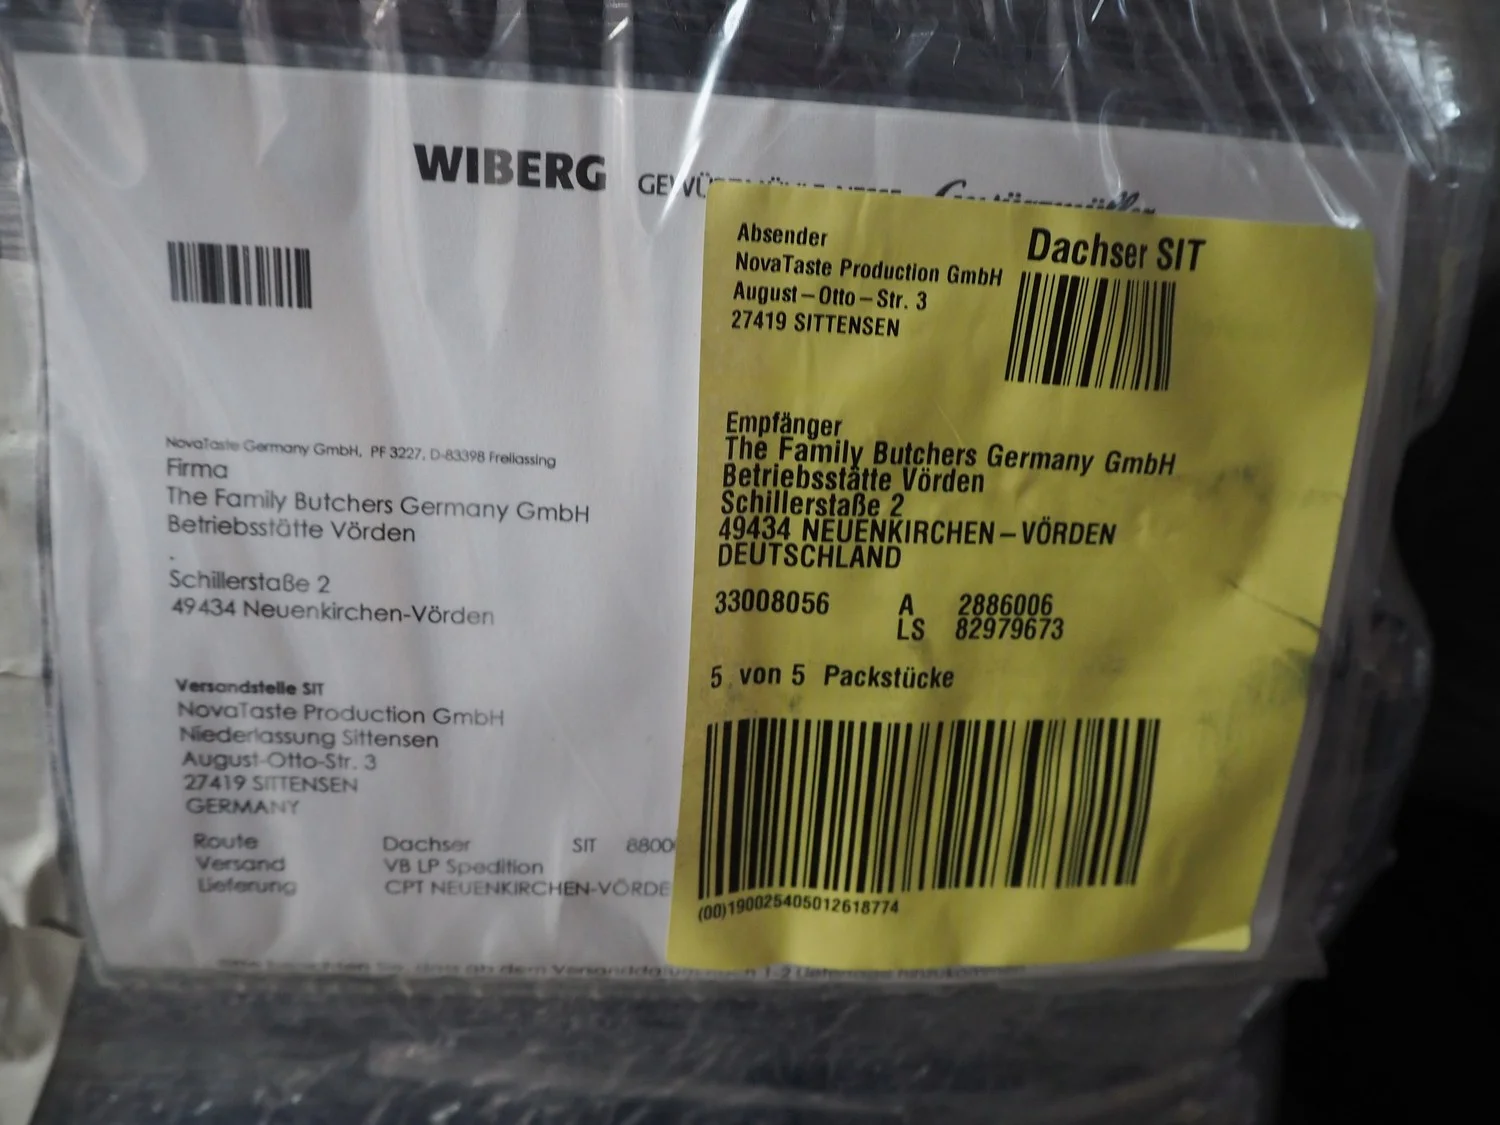 WIBERG
NovaTaste Germany GmbH, PF 3227, D-83398 Freilassing
Firma
The Family Butchers Germany GmbH
Betriebsstätte Vörden
-
Schillerstaße 2
49434 Neuenkirchen-Vörden
Versandstelle SIT
NovaTaste Production GmbH
Niederlassung Sittensen
August-Otto-Str. 3
27419 SITTENSEN
GERMANY
Route Dachser SIT 8800
Versand VB LP Spedition
Lieferung CPT NEUENKIRCHEN-VÖRDE
Dachser SIT
Absender
NovaTaste Production GmbH
August-Otto-Str. 3
27419 SITTENSEN
Empfänger
The Family Butchers Germany GmbH
Betriebsstätte Vörden
Schillerstaße 2
49434 NEUENKIRCHEN-VÖRDEN
DEUTSCHLAND
33008056 A 2886006
LS 82979673
5 von 5 Packstücke
(00)190025405012618774